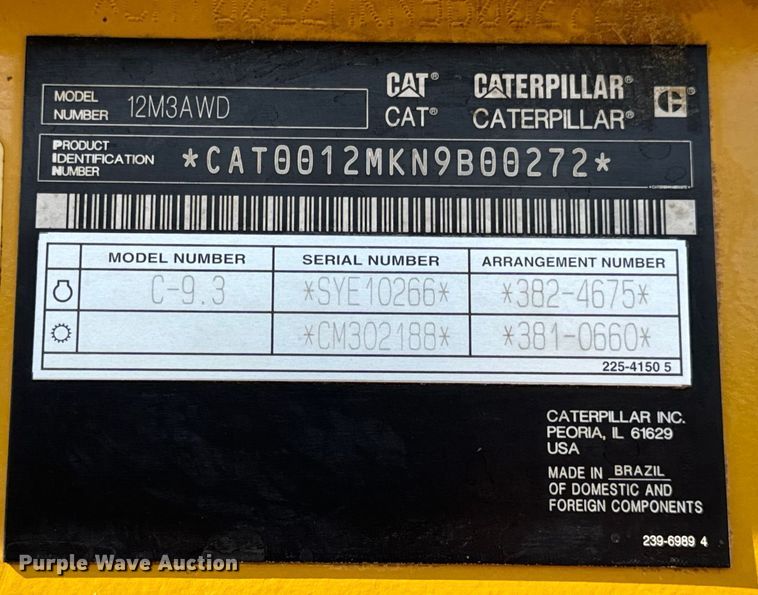 CAT® CATERPILLAR®
MODEL NUMBER 12M3AWD
CAT® CATERPILLAR®
PRODUCT IDENTIFICATION NUMBER *CAT0012MKN9B00272*
MODEL NUMBER SERIAL NUMBER ARRANGEMENT NUMBER
C-9.3 *SYE10266* *382-4675*
*CM302188* *381-0660*
225-4150 5
CATERPILLAR INC.
PEORIA, IL 61629
USA
MADE IN BRAZIL
OF DOMESTIC AND
FOREIGN COMPONENTS
239-6989 4
Purple Wave Auction